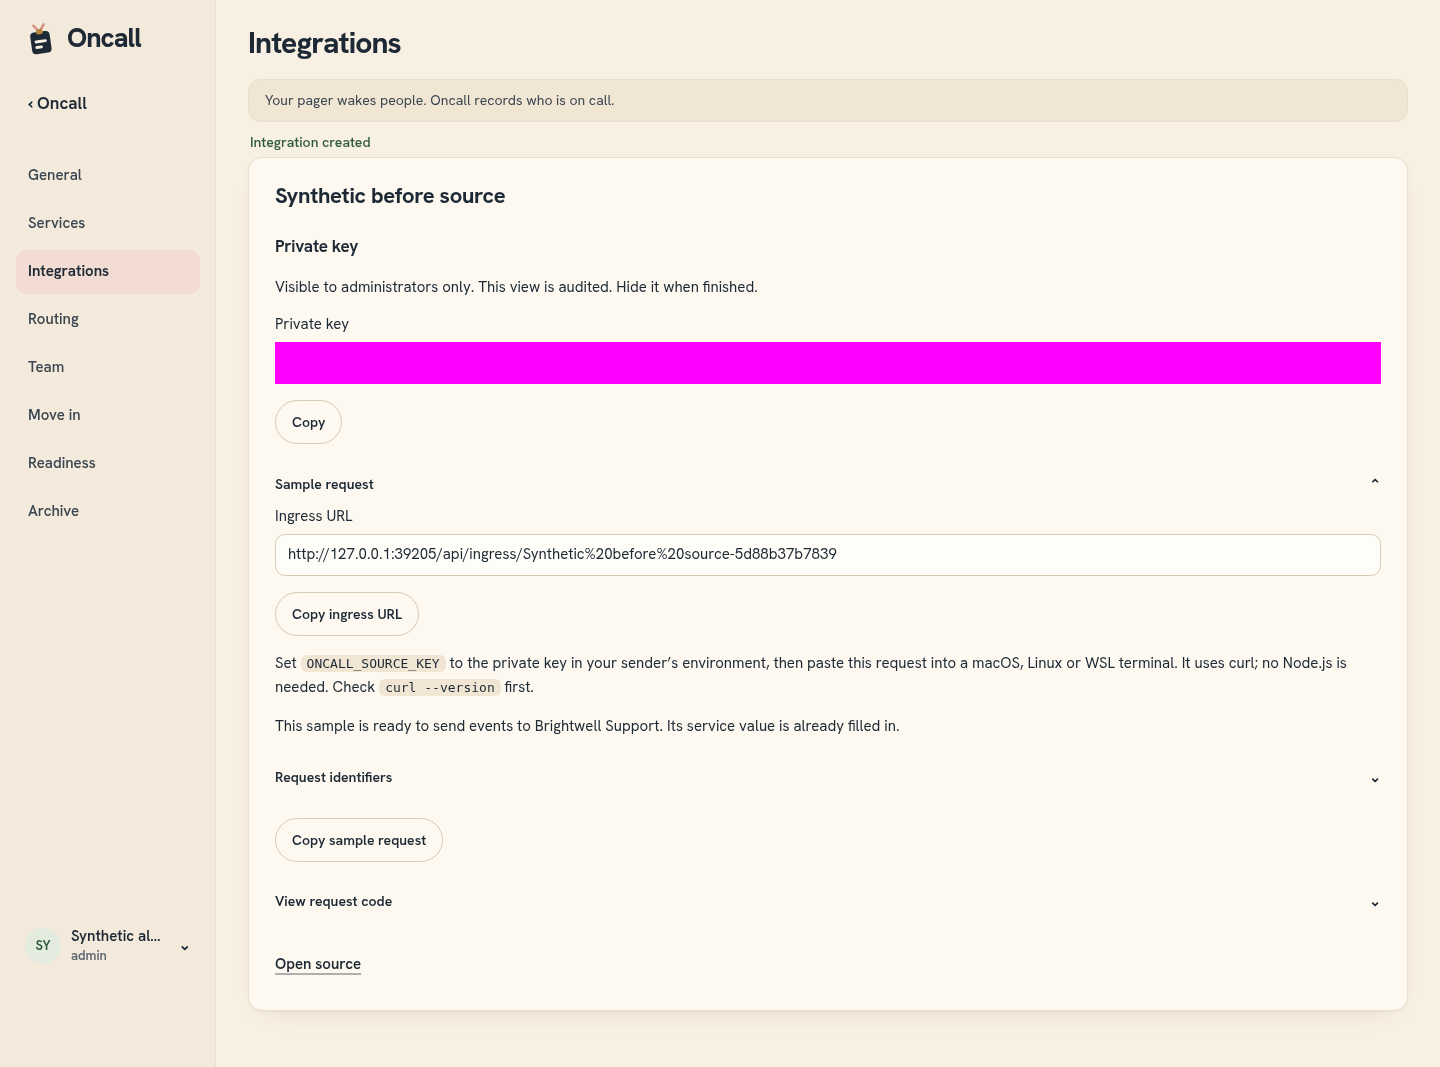 Oncall
‹ Oncall
General
Services
Integrations
Routing
Team
Move in
Readiness
Archive
SY
Synthetic al...
admin
Integrations
Your pager wakes people. Oncall records who is on call.
Integration created
Synthetic before source
Private key
Visible to administrators only. This view is audited. Hide it when finished.
Private key
Copy
Sample request
Ingress URL
http://127.0.0.1:39205/api/ingress/Synthetic%20before%20source-5d88b37b7839
Copy ingress URL
Set ONCALL_SOURCE_KEY to the private key in your sender’s environment, then paste this request into a macOS, Linux or WSL terminal. It uses curl; no Node.js is
needed. Check curl --version first.
This sample is ready to send events to Brightwell Support. Its service value is already filled in.
Request identifiers
Copy sample request
View request code
Open source